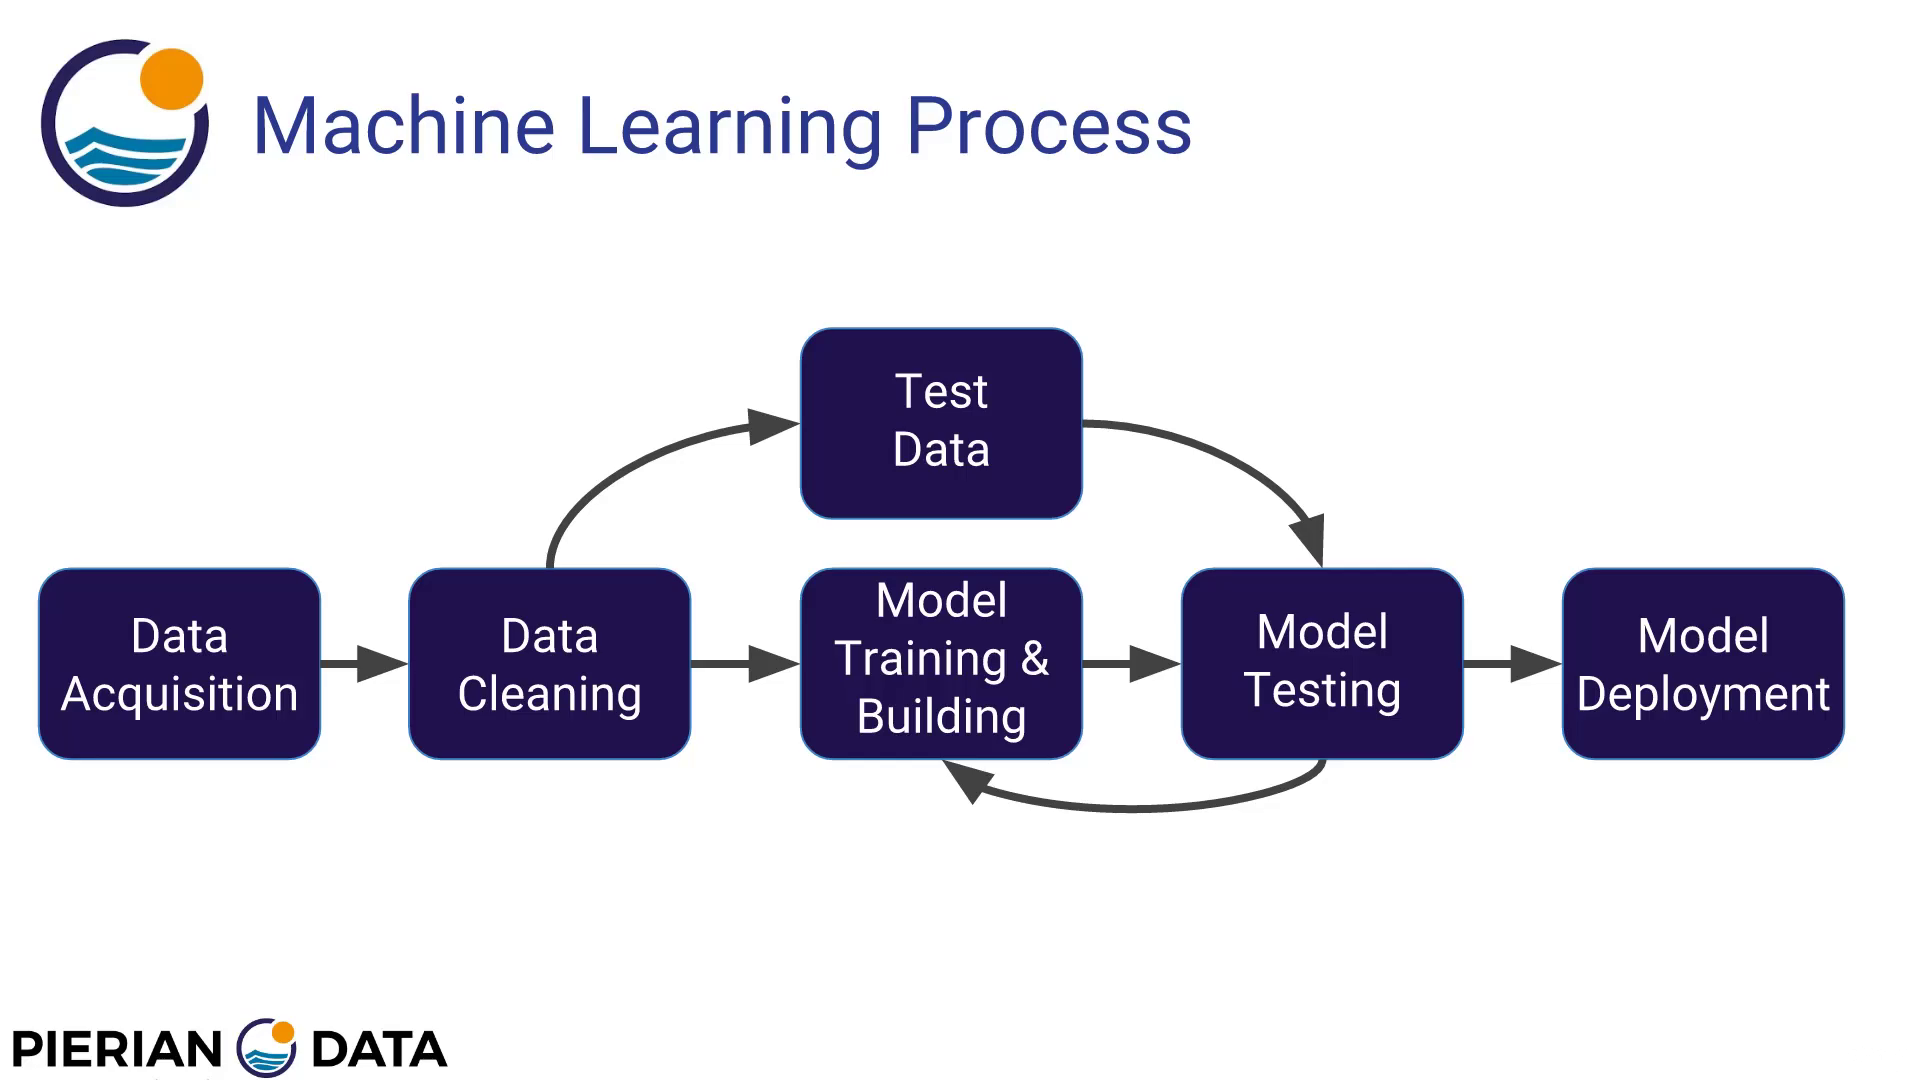 Machine Learning Process
Test
Data
Data
Acquisition
Data
Cleaning
Model
Training &
Building
Model
Testing
Model
Deployment
PIERIAN DATA